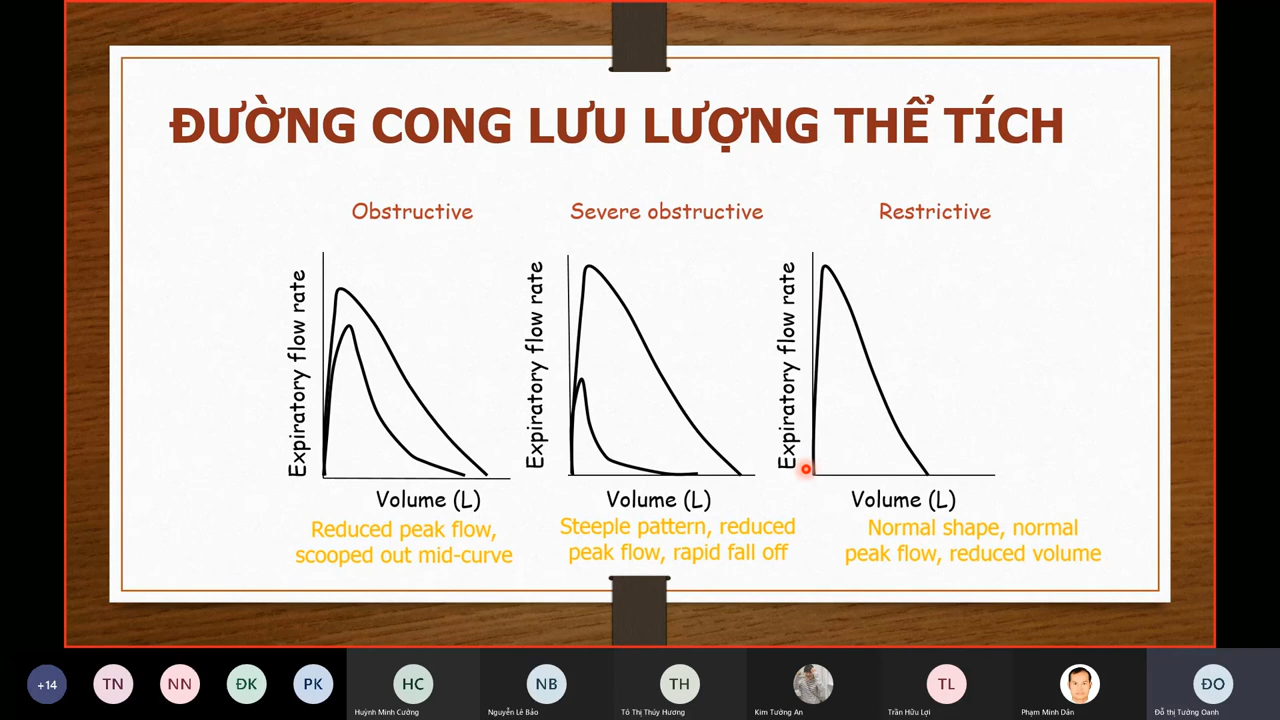 ĐƯỜNG CONG LƯU LƯỢNG THỂ TÍCH
Obstructive
Severe obstructive
Restrictive
Expiratory flow rate
Expiratory flow rate
Expiratory flow rate
Volume (L)
Volume (L)
Volume (L)
Reduced peak flow,
scooped out mid-curve
Steeple pattern, reduced
peak flow, rapid fall off
Normal shape, normal
peak flow, reduced volume
+14
TN
NN
ĐK
PK
HC
NB
TH
TL
ĐO
Huỳnh Minh Cường
Nguyễn Lê Bảo
Tô Thị Thúy Hương
Kim Tường An
Trần Hữu Lợi
Phạm Minh Dân
Đỗ thị Tường Oanh